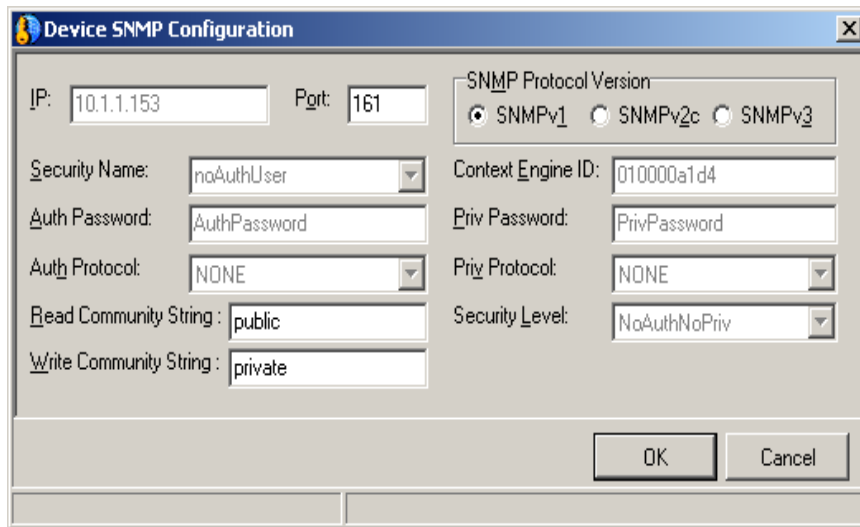 Device SNMP Configuration
IP: 10.1.1.153 Port: 161
SNMP Protocol Version
SNMPv1 SNMPv2c SNMPv3
Security Name: noAuthUser Context Engine ID: 010000a1d4
Auth Password: AuthPassword Priv Password: PrivPassword
Auth Protocol: NONE Priv Protocol: NONE
Read Community String : public Security Level: NoAuthNoPriv
Write Community String : private
OK Cancel